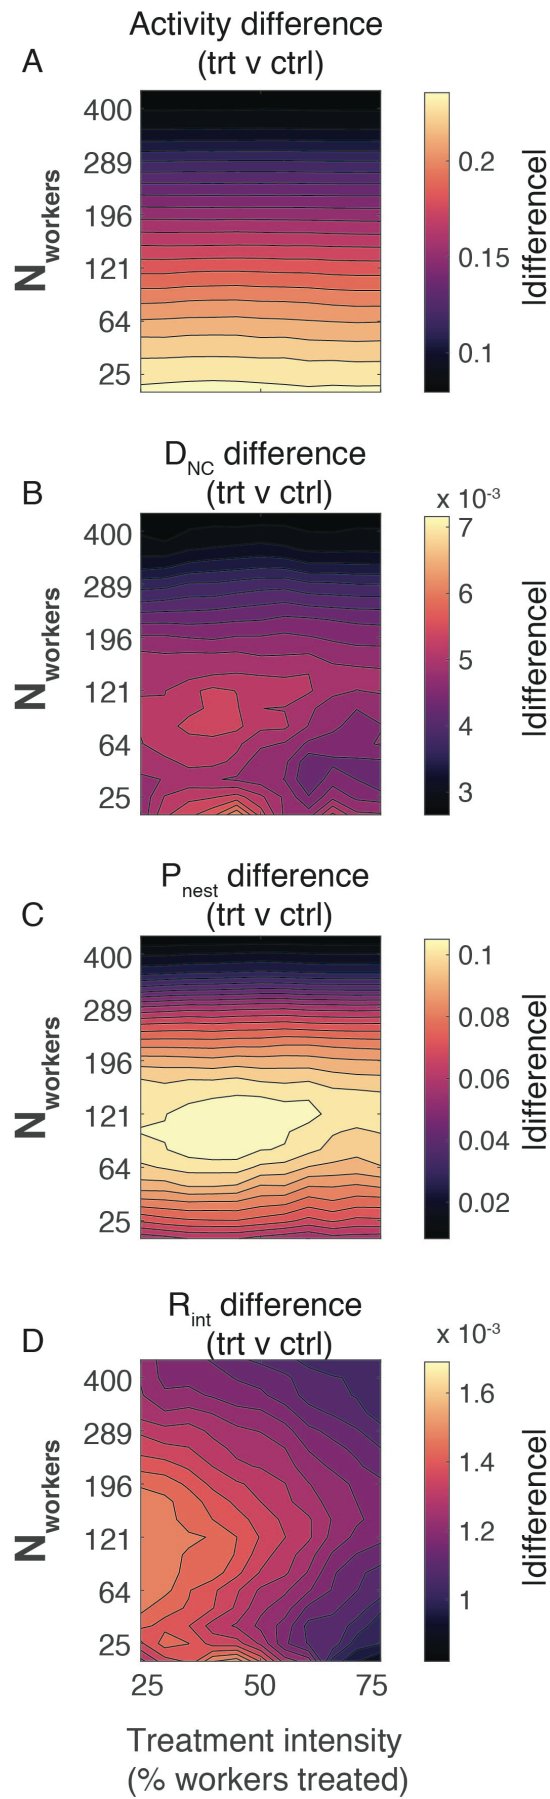 Activity difference
(trt v ctrl)
A
400
289
196
121
64
25
Nworkers
0.2
0.15
0.1
|difference|
DNC difference
(trt v ctrl)
B
x 10-3
400
289
196
121
64
25
Nworkers
7
6
5
4
3
|difference|
Pnest difference
(trt v ctrl)
C
400
289
196
121
64
25
Nworkers
0.1
0.08
0.06
0.04
0.02
|difference|
Rint difference
(trt v ctrl)
D
x 10-3
400
289
196
121
64
25
Nworkers
1.6
1.4
1.2
1
|difference|
25 50 75
Treatment intensity
(% workers treated)